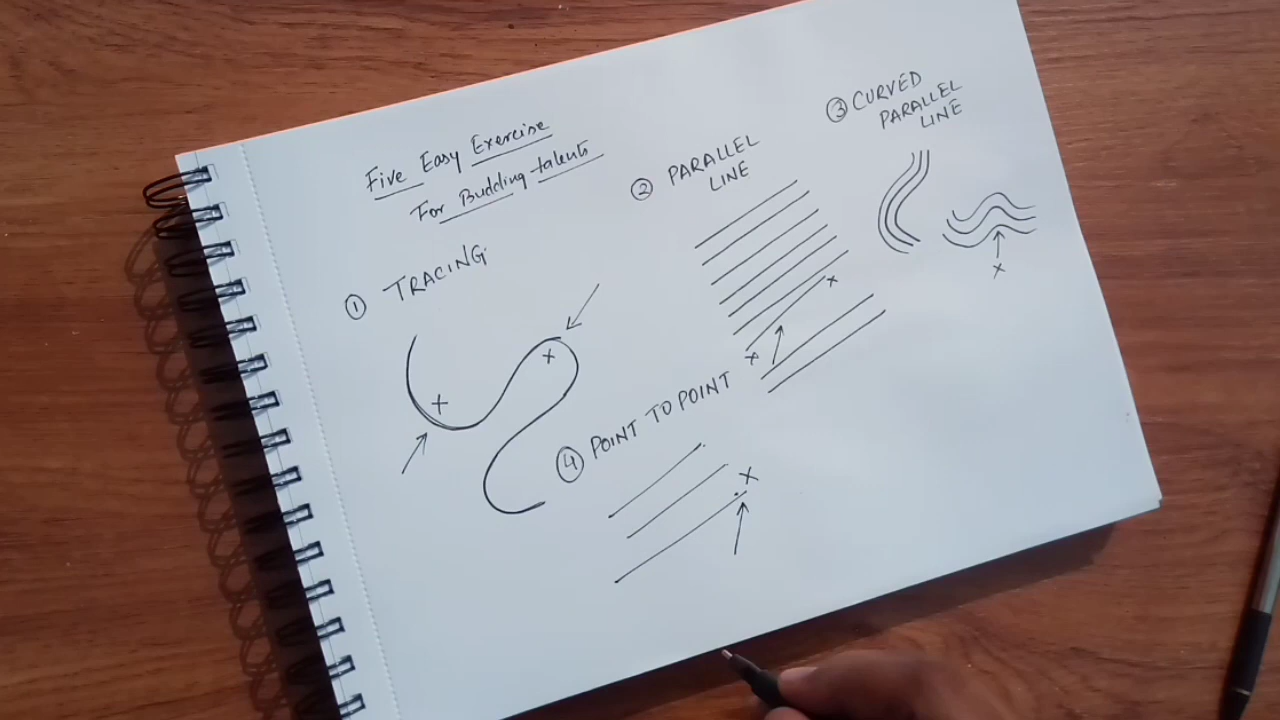 Five Easy Exercise
For Budding talents
① TRACING
② PARALLEL
LINE
③ CURVED
PARALLEL
LINE
④ POINT TO POINT